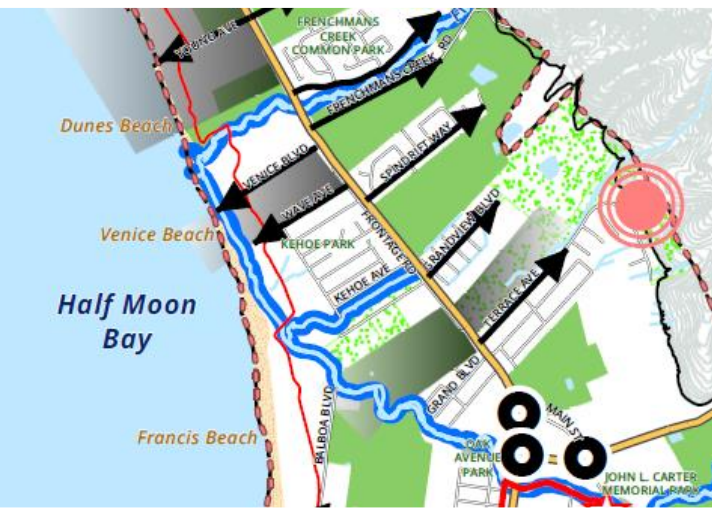 FRENCHMANS
CREEK
COMMON PARK
YOUNG AVE
FRENCHMANS CREEK RD
Dunes Beach
VENICE BLVD
SPINDRIFT WAY
WAVE AVE
Venice Beach
KEHOE PARK
FRONTAGE RD
GRANDVIEW BLVD
KEHOE AVE
Half Moon
Bay
TERRACE AVE
GRAND BLVD
BALBOA BLVD
MAIN ST
Francis Beach
OAK
AVENUE
PARK
JOHN L. CARTER
MEMORIAL PARK